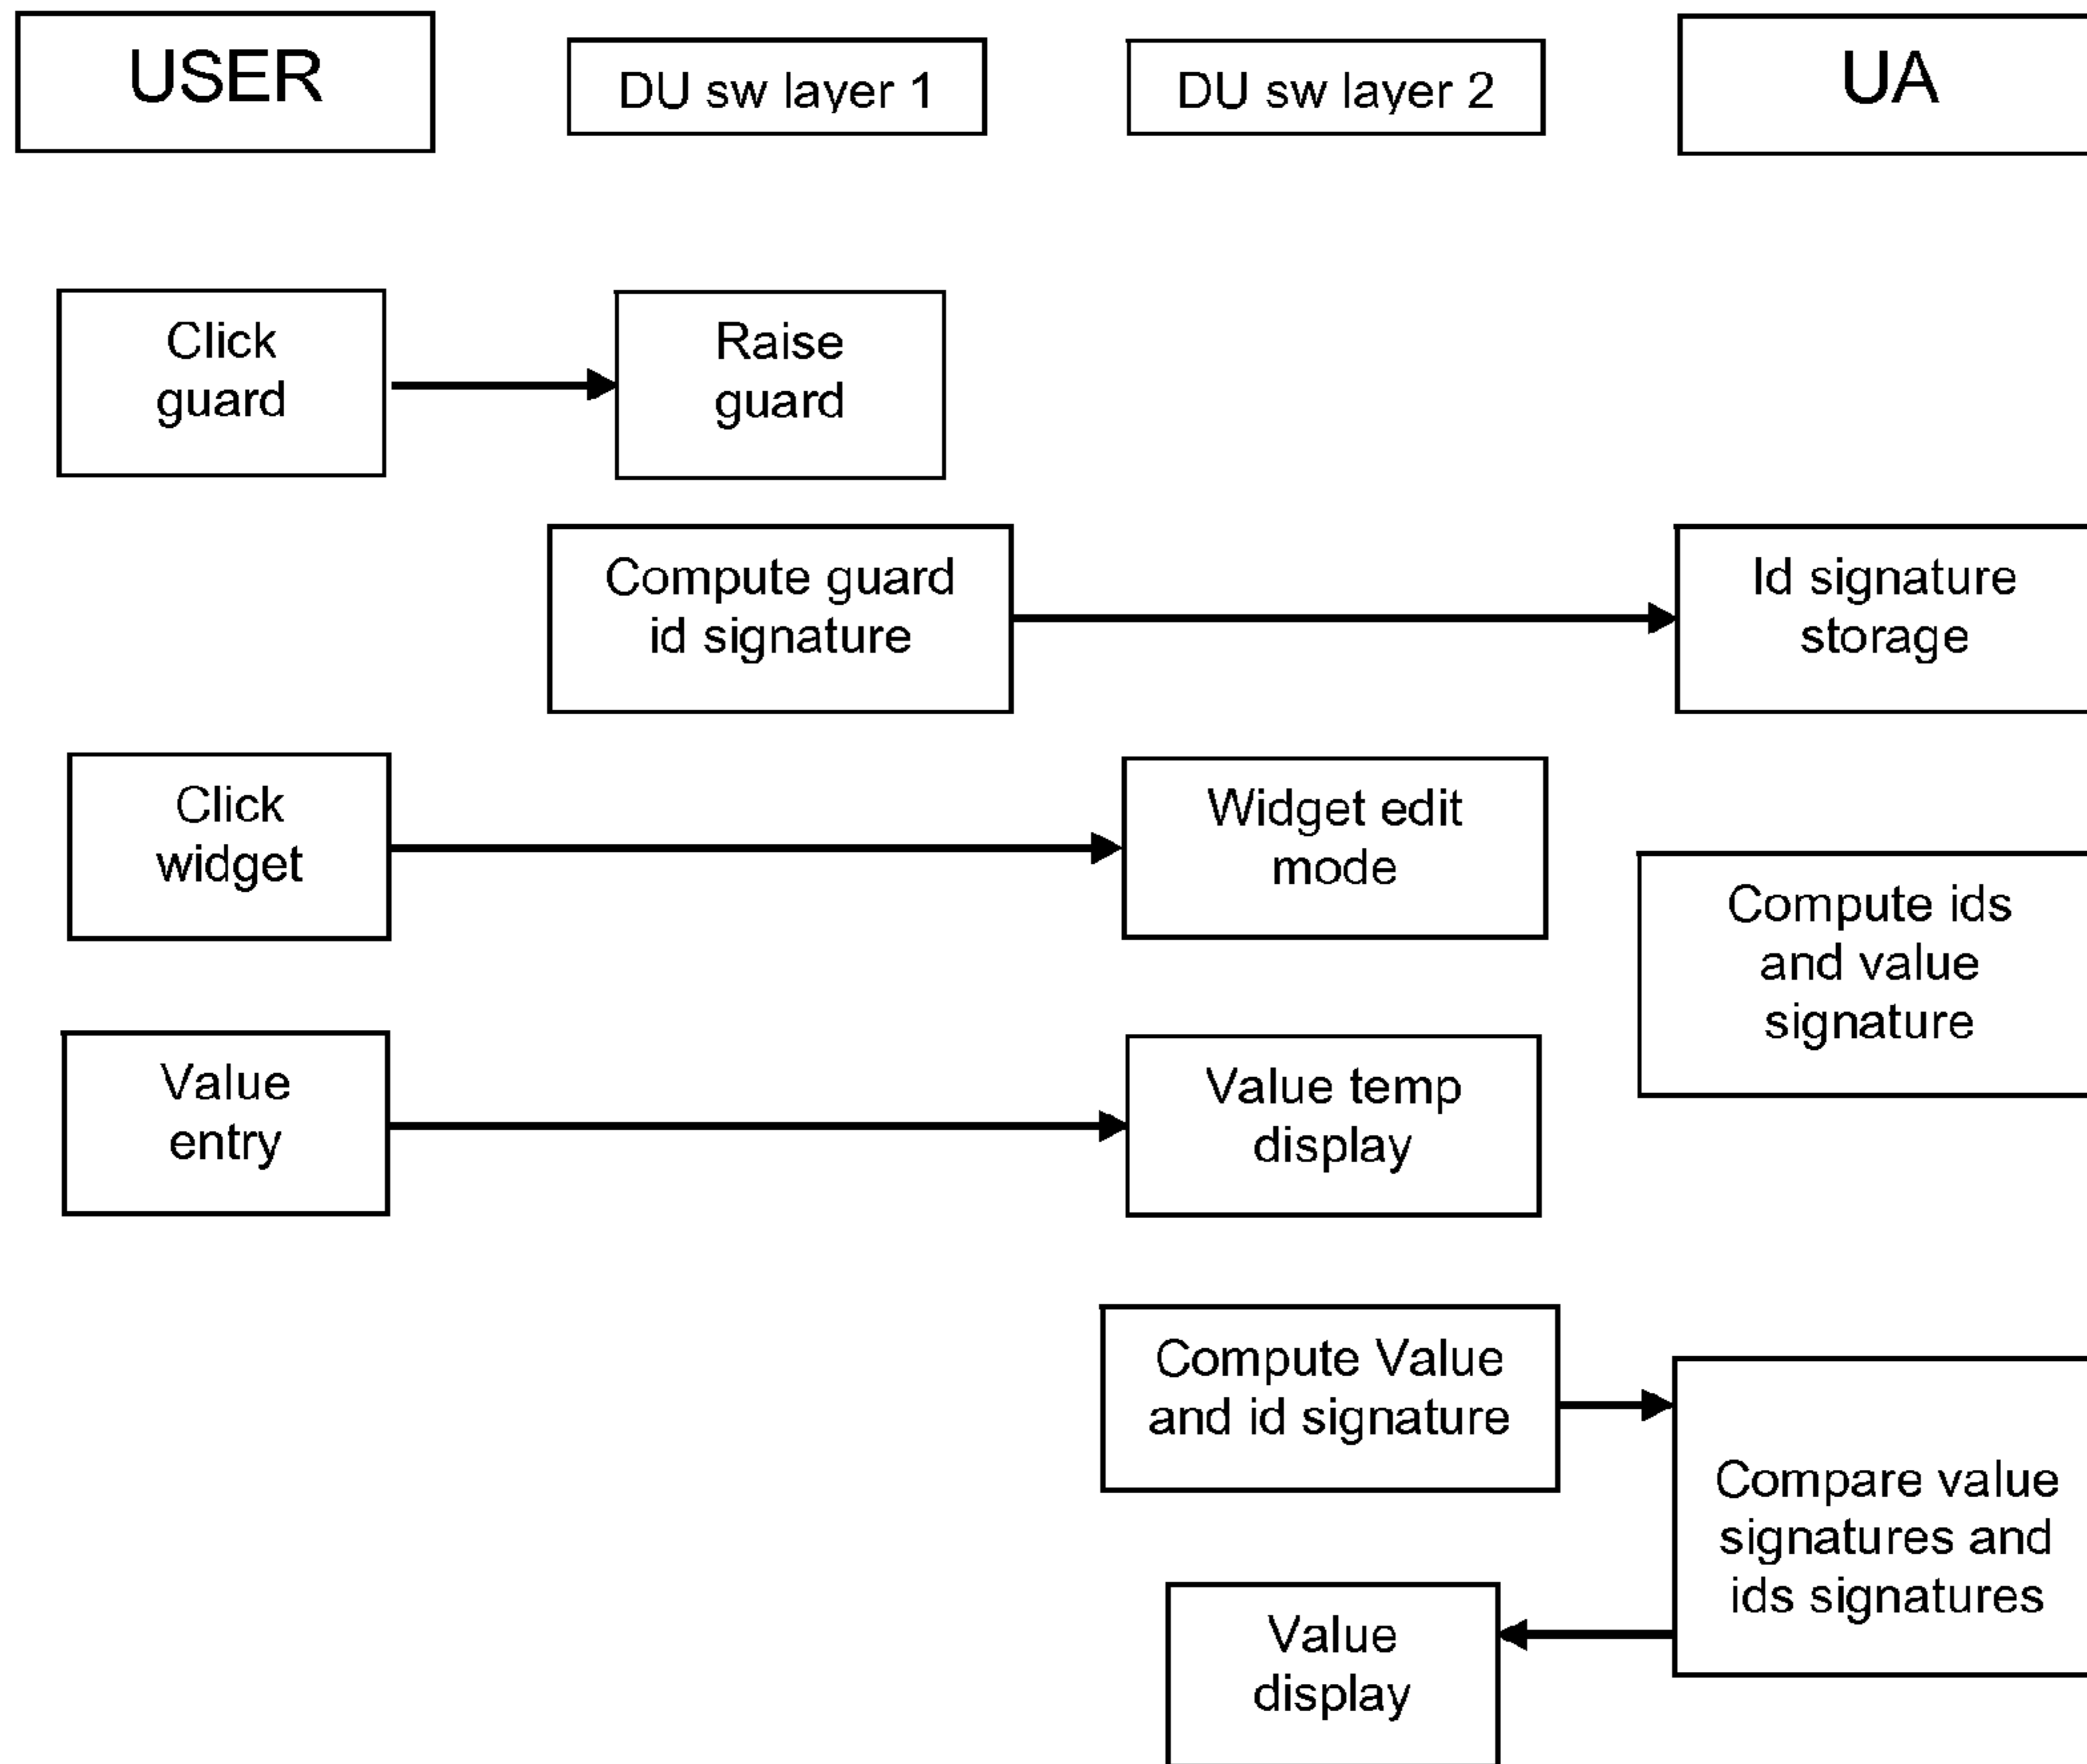 USER
DU sw layer 1
DU sw layer 2
UA
Click
guard
Raise
guard
Compute guard
id signature
Id signature
storage
Click
widget
Widget edit
mode
Compute ids
and value
signature
Value
entry
Value temp
display
Compute Value
and id signature
Compare value
signatures and
ids signatures
Value
display